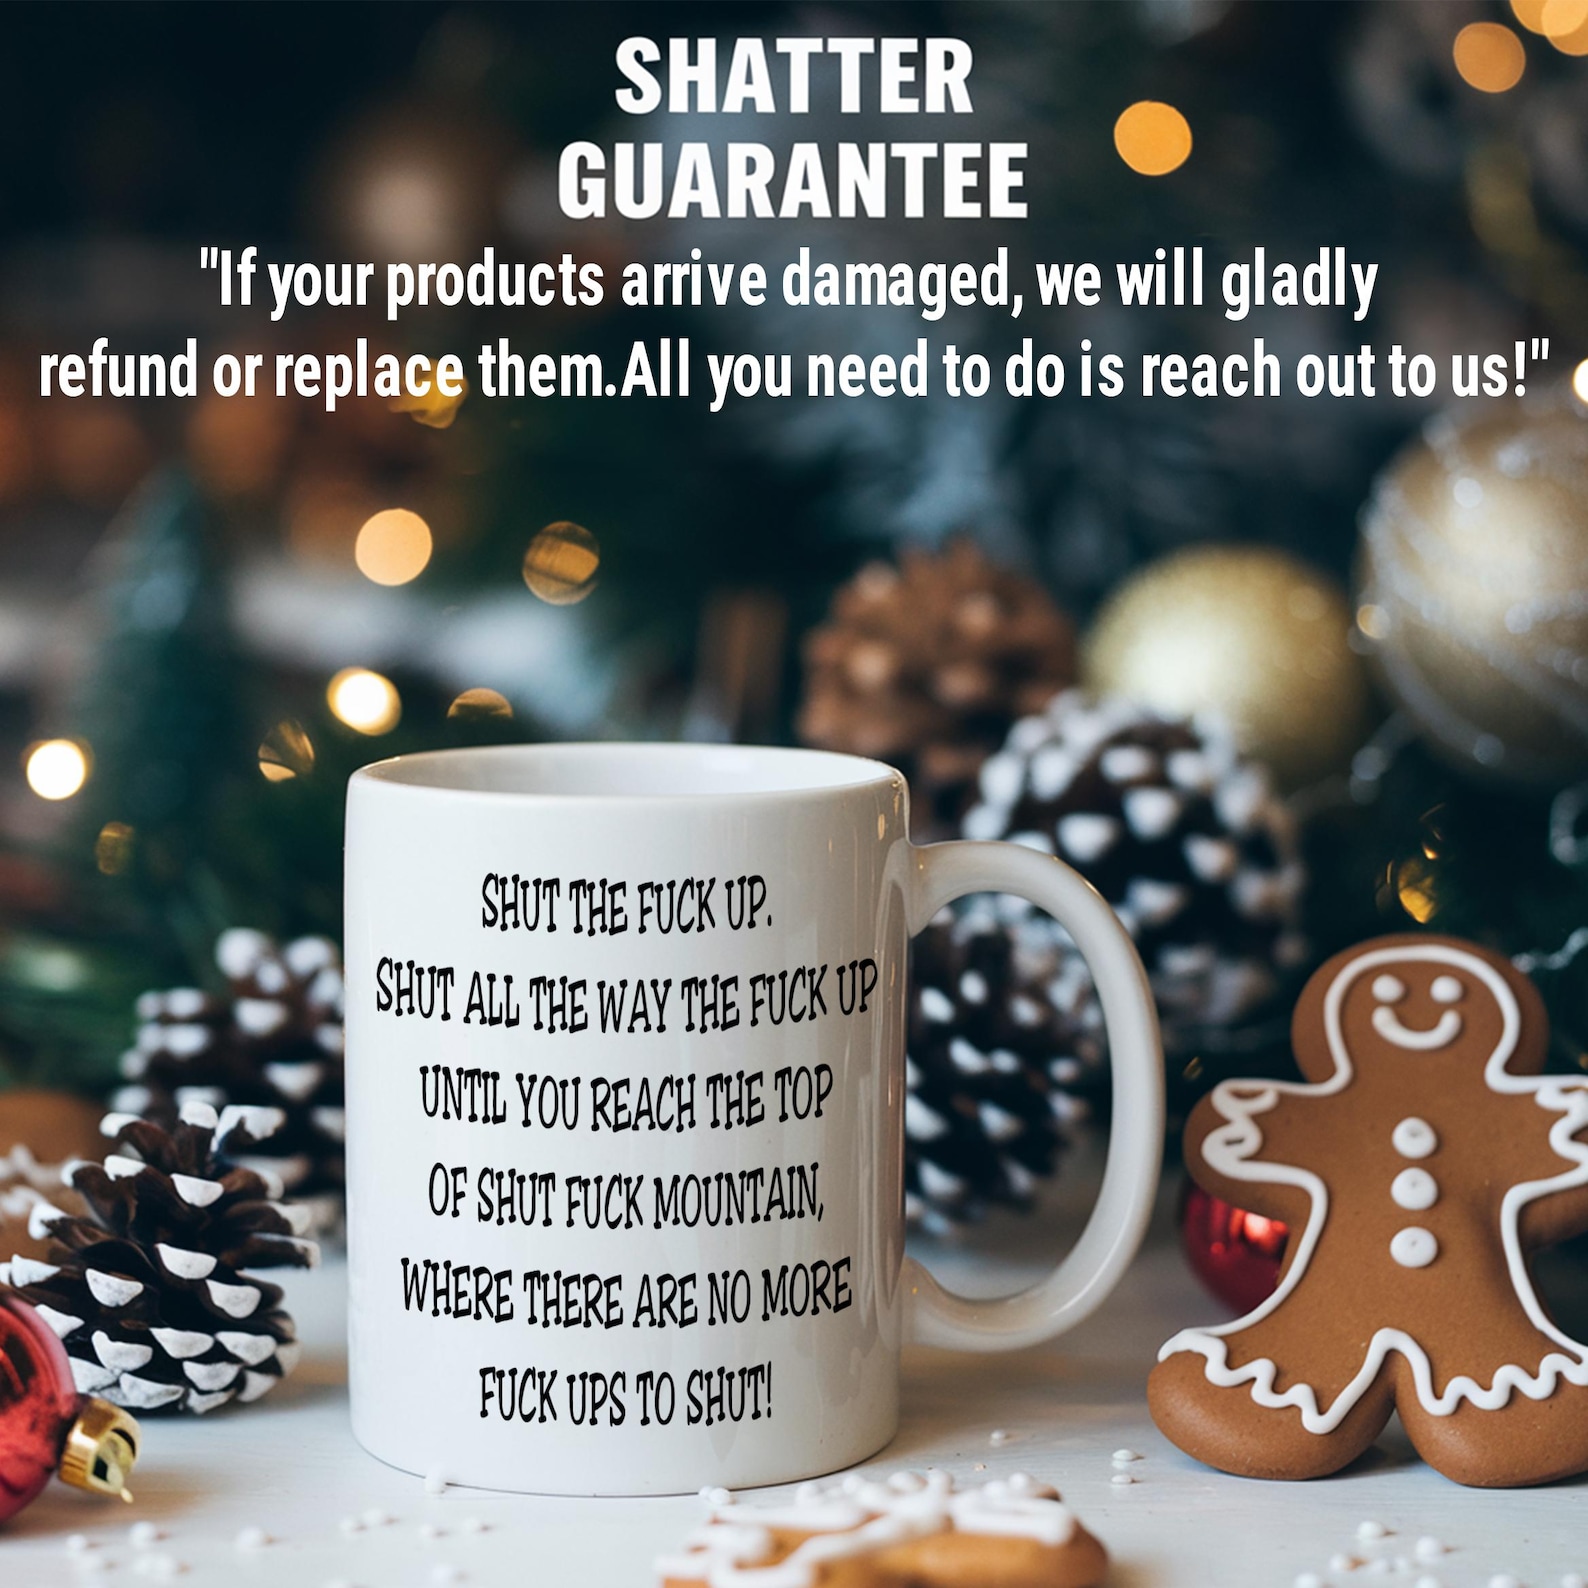 SHATTER
GUARANTEE
"If your products arrive damaged, we will gladly
refund or replace them.All you need to do is reach out to us!"
SHUT THE FUCK UP.
SHUT ALL THE WAY THE FUCK UP
UNTIL YOU REACH THE TOP
OF SHUT FUCK MOUNTAIN,
WHERE THERE ARE NO MORE
FUCK UPS TO SHUT!